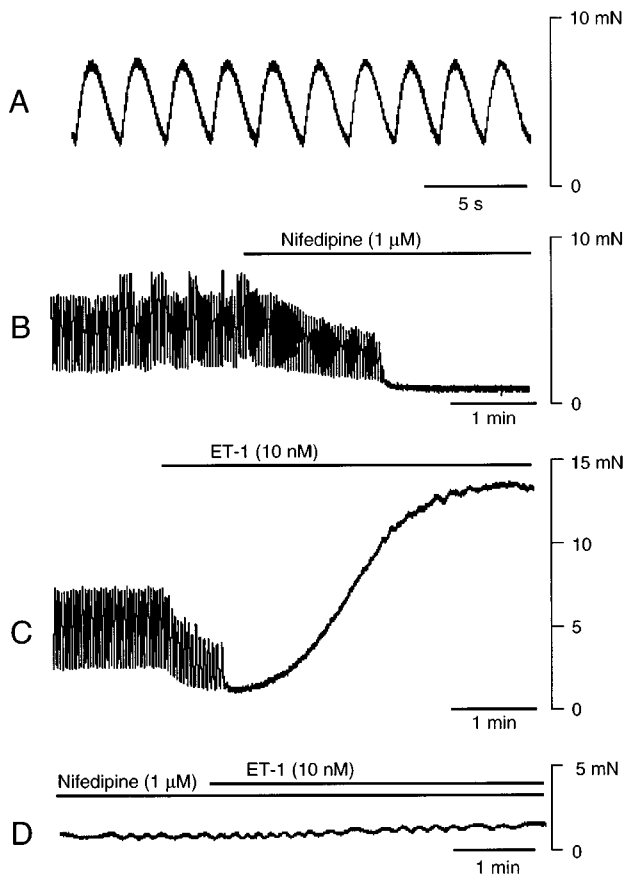 10 mN
A
0
5 s
10 mN
Nifedipine (1 μM)
B
0
1 min
15 mN
ET-1 (10 nM)
10
C
5
0
1 min
5 mN
ET-1 (10 nM)
Nifedipine (1 μM)
D
0
1 min